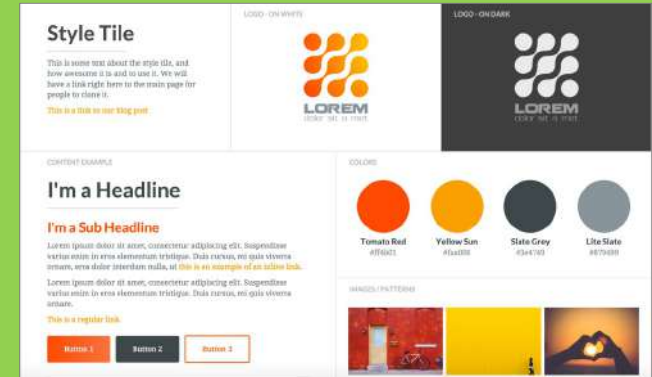 Style Tile
This is some text about the style tile, and
how awesome it is and to use it. We will
have a link right here to the main page for
people to clone it.
This is a link to our blog post
LOGO - ON WHITE
LOREM
dolor sit a met
LOGO - ON DARK
LOREM
dolor sit a met
CONTENT EXAMPLE
I'm a Headline
I'm a Sub Headline
Lorem ipsum dolor sit amet, consectetur adipiscing elit. Suspendisse
varius enim in eros elementum tristique. Duis cursus, mi quis viverra
ornare, eros dolor interdum nulla, ut this is an example of an inline link.
Lorem ipsum dolor sit amet, consectetur adipiscing elit. Suspendisse
varius enim in eros elementum tristique. Duis cursus, mi quis viverra
ornare.
This is a regular link
Button 1
Button 2
Button 3
COLORS
Tomato Red
Yellow Sun
Slate Grey
Lite Slate
IMAGES / PATTERNS